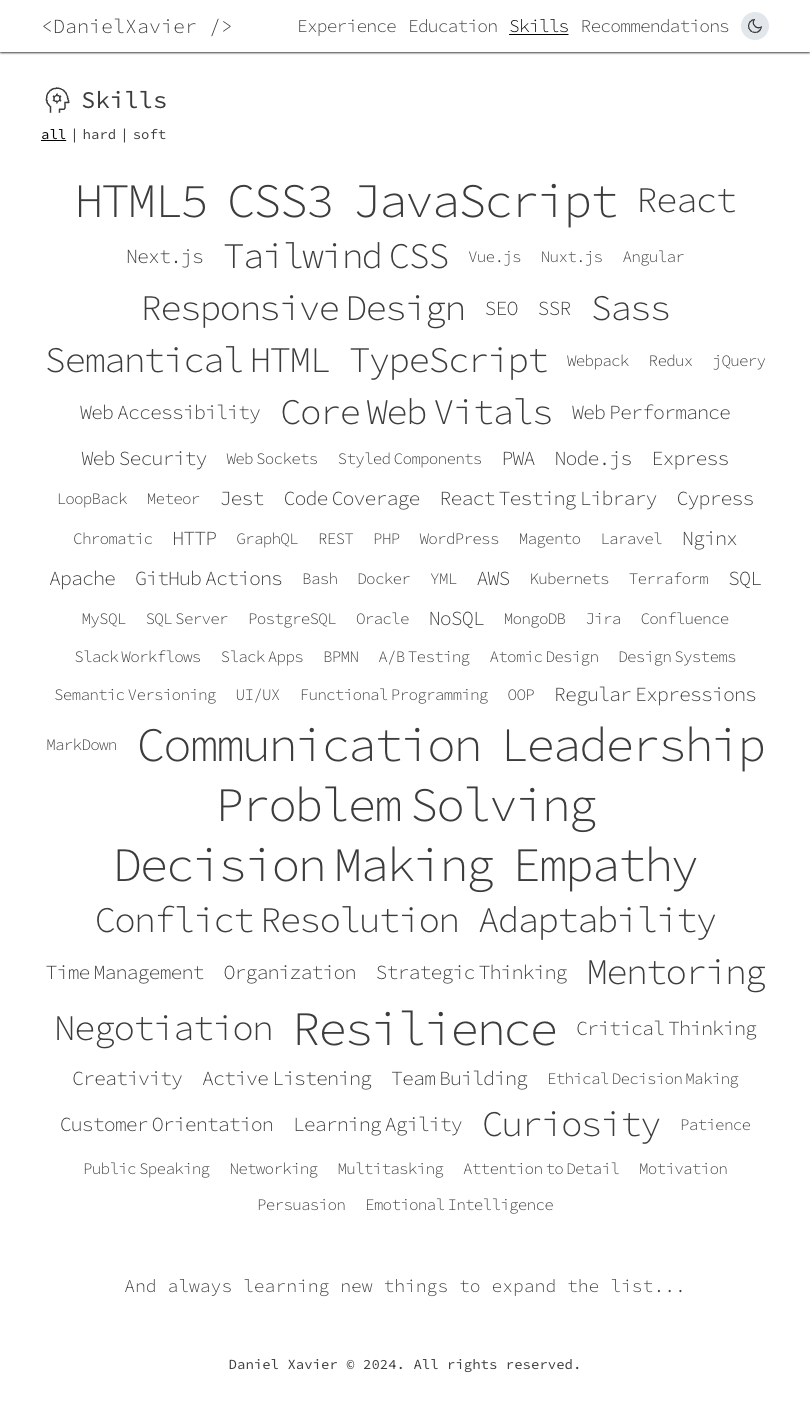 <DanielXavier /> Experience Education Skills Recommendations
Skills
all | hard | soft
HTML5 CSS3 JavaScript React
Next.js Tailwind CSS Vue.js Nuxt.js Angular
Responsive Design SEO SSR Sass
Semantical HTML TypeScript Webpack Redux jQuery
Web Accessibility Core Web Vitals Web Performance
Web Security Web Sockets Styled Components PWA Node.js Express
LoopBack Meteor Jest Code Coverage React Testing Library Cypress
Chromatic HTTP GraphQL REST PHP WordPress Magento Laravel Nginx
Apache GitHub Actions Bash Docker YML AWS Kubernets Terraform SQL
MySQL SQL Server PostgreSQL Oracle NoSQL MongoDB Jira Confluence
Slack Workflows Slack Apps BPMN A/B Testing Atomic Design Design Systems
Semantic Versioning UI/UX Functional Programming OOP Regular Expressions
MarkDown Communication Leadership
Problem Solving
Decision Making Empathy
Conflict Resolution Adaptability
Time Management Organization Strategic Thinking Mentoring
Negotiation Resilience Critical Thinking
Creativity Active Listening Team Building Ethical Decision Making
Customer Orientation Learning Agility Curiosity Patience
Public Speaking Networking Multitasking Attention to Detail Motivation
Persuasion Emotional Intelligence
And always learning new things to expand the list...
Daniel Xavier © 2024. All rights reserved.